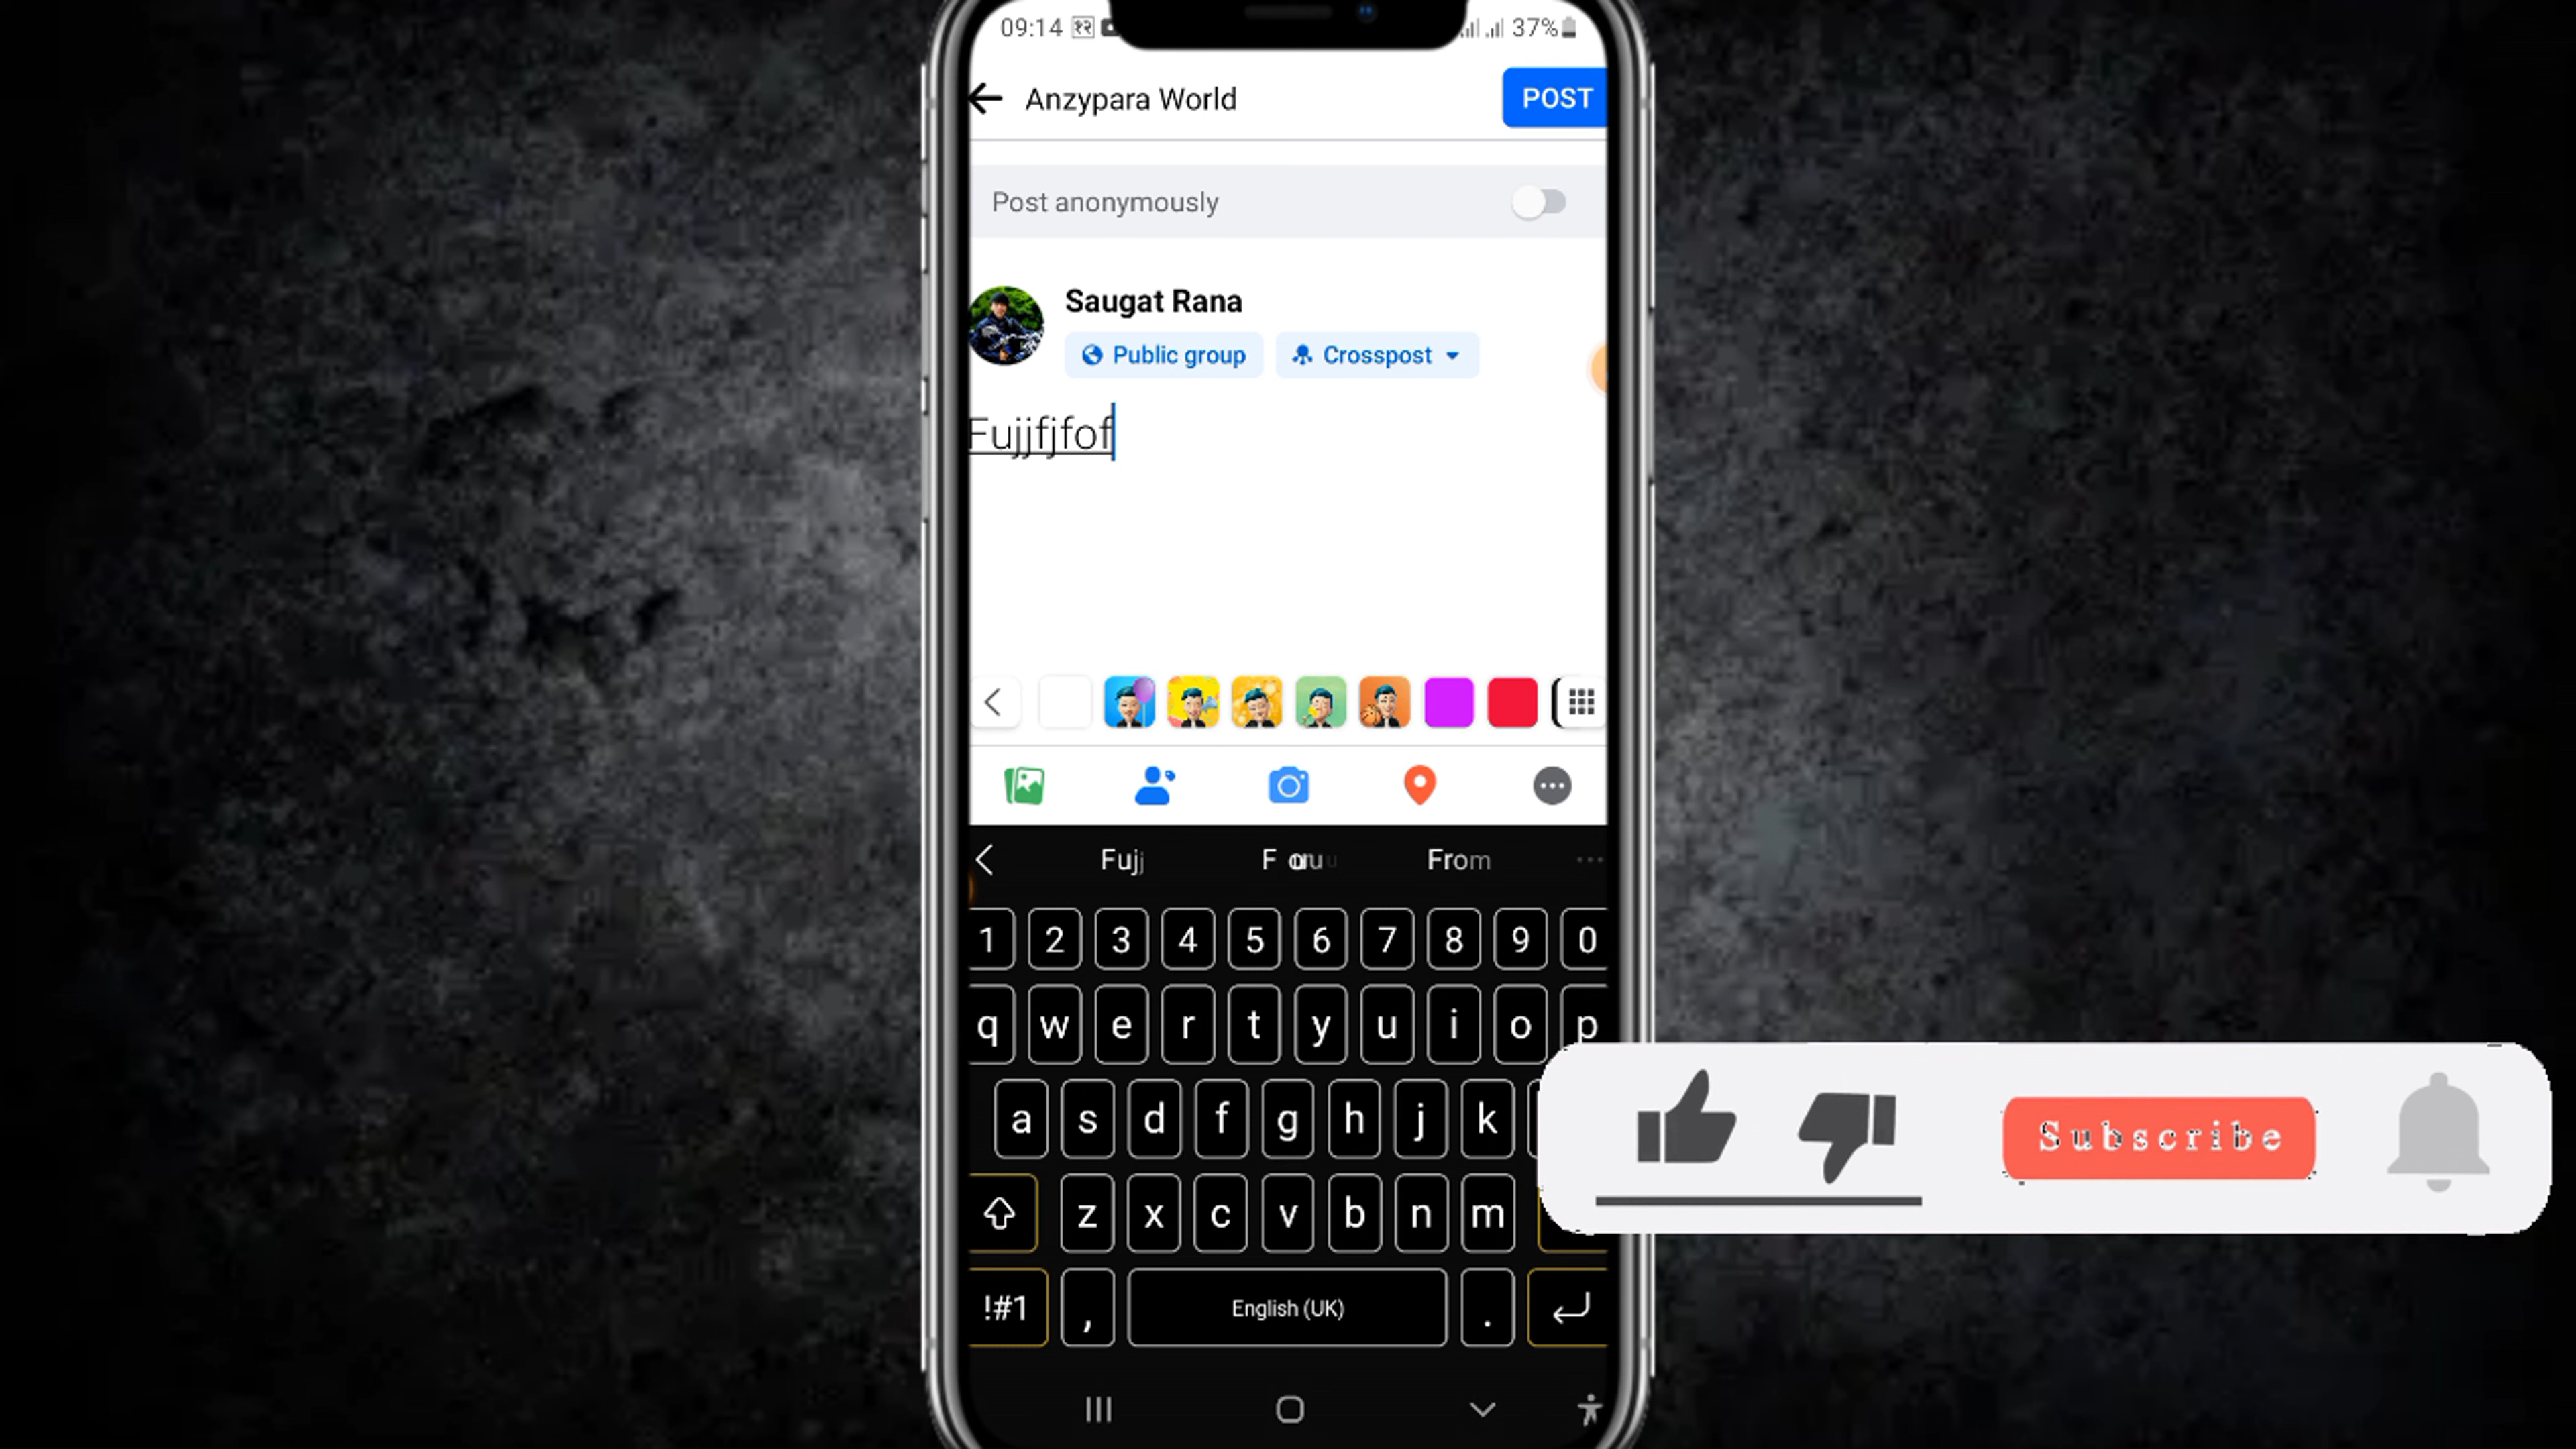 09:14
37%
Anzypara World
POST
Post anonymously
Saugat Rana
Public group
Crosspost
Fujjfjfof
Fujj
From
1 2 3 4 5 6 7 8 9 0
q w e r t y u i o p
a s d f g h j k
Subscribe
z x c v b n m
!#1 , English (UK) .